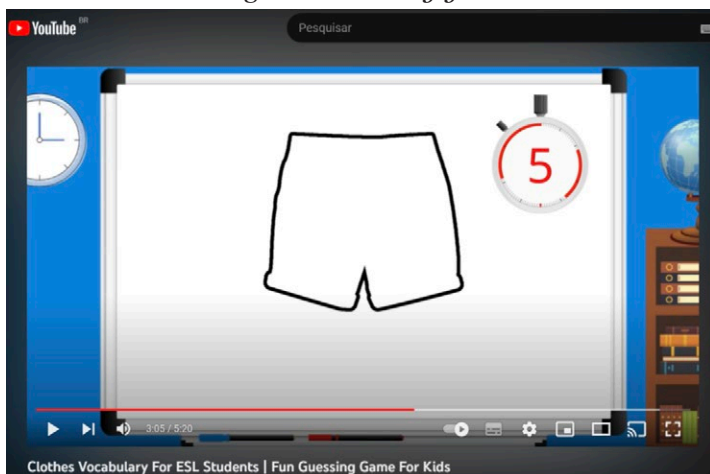 YouTube BR
Pesquisar
5
3:05 / 5:20
Clothes Vocabulary For ESL Students | Fun Guessing Game For Kids